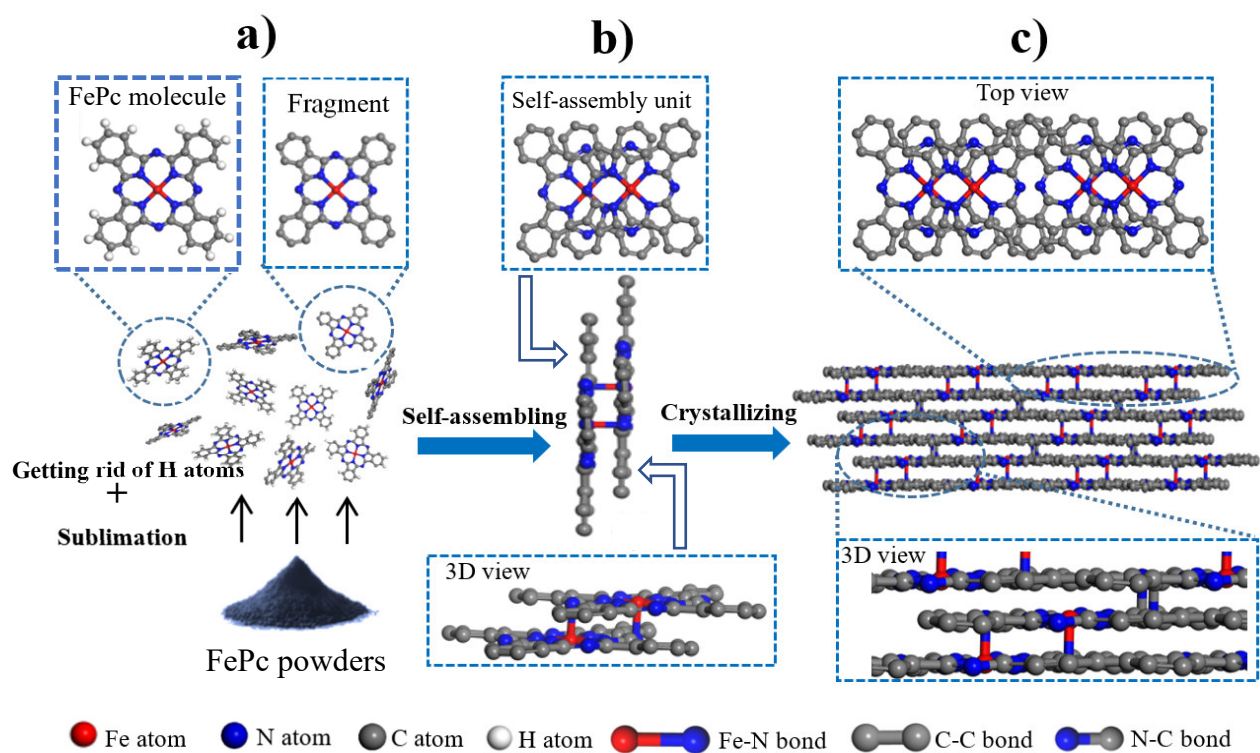 a)
b)
c)
FePc molecule
Fragment
Self-assembly unit
Top view
Self-assembling
Crystallizing
Getting rid of H atoms
+
Sublimation
3D view
3D view
FePc powders
Fe atom
N atom
C atom
H atom
Fe-N bond
C-C bond
N-C bond